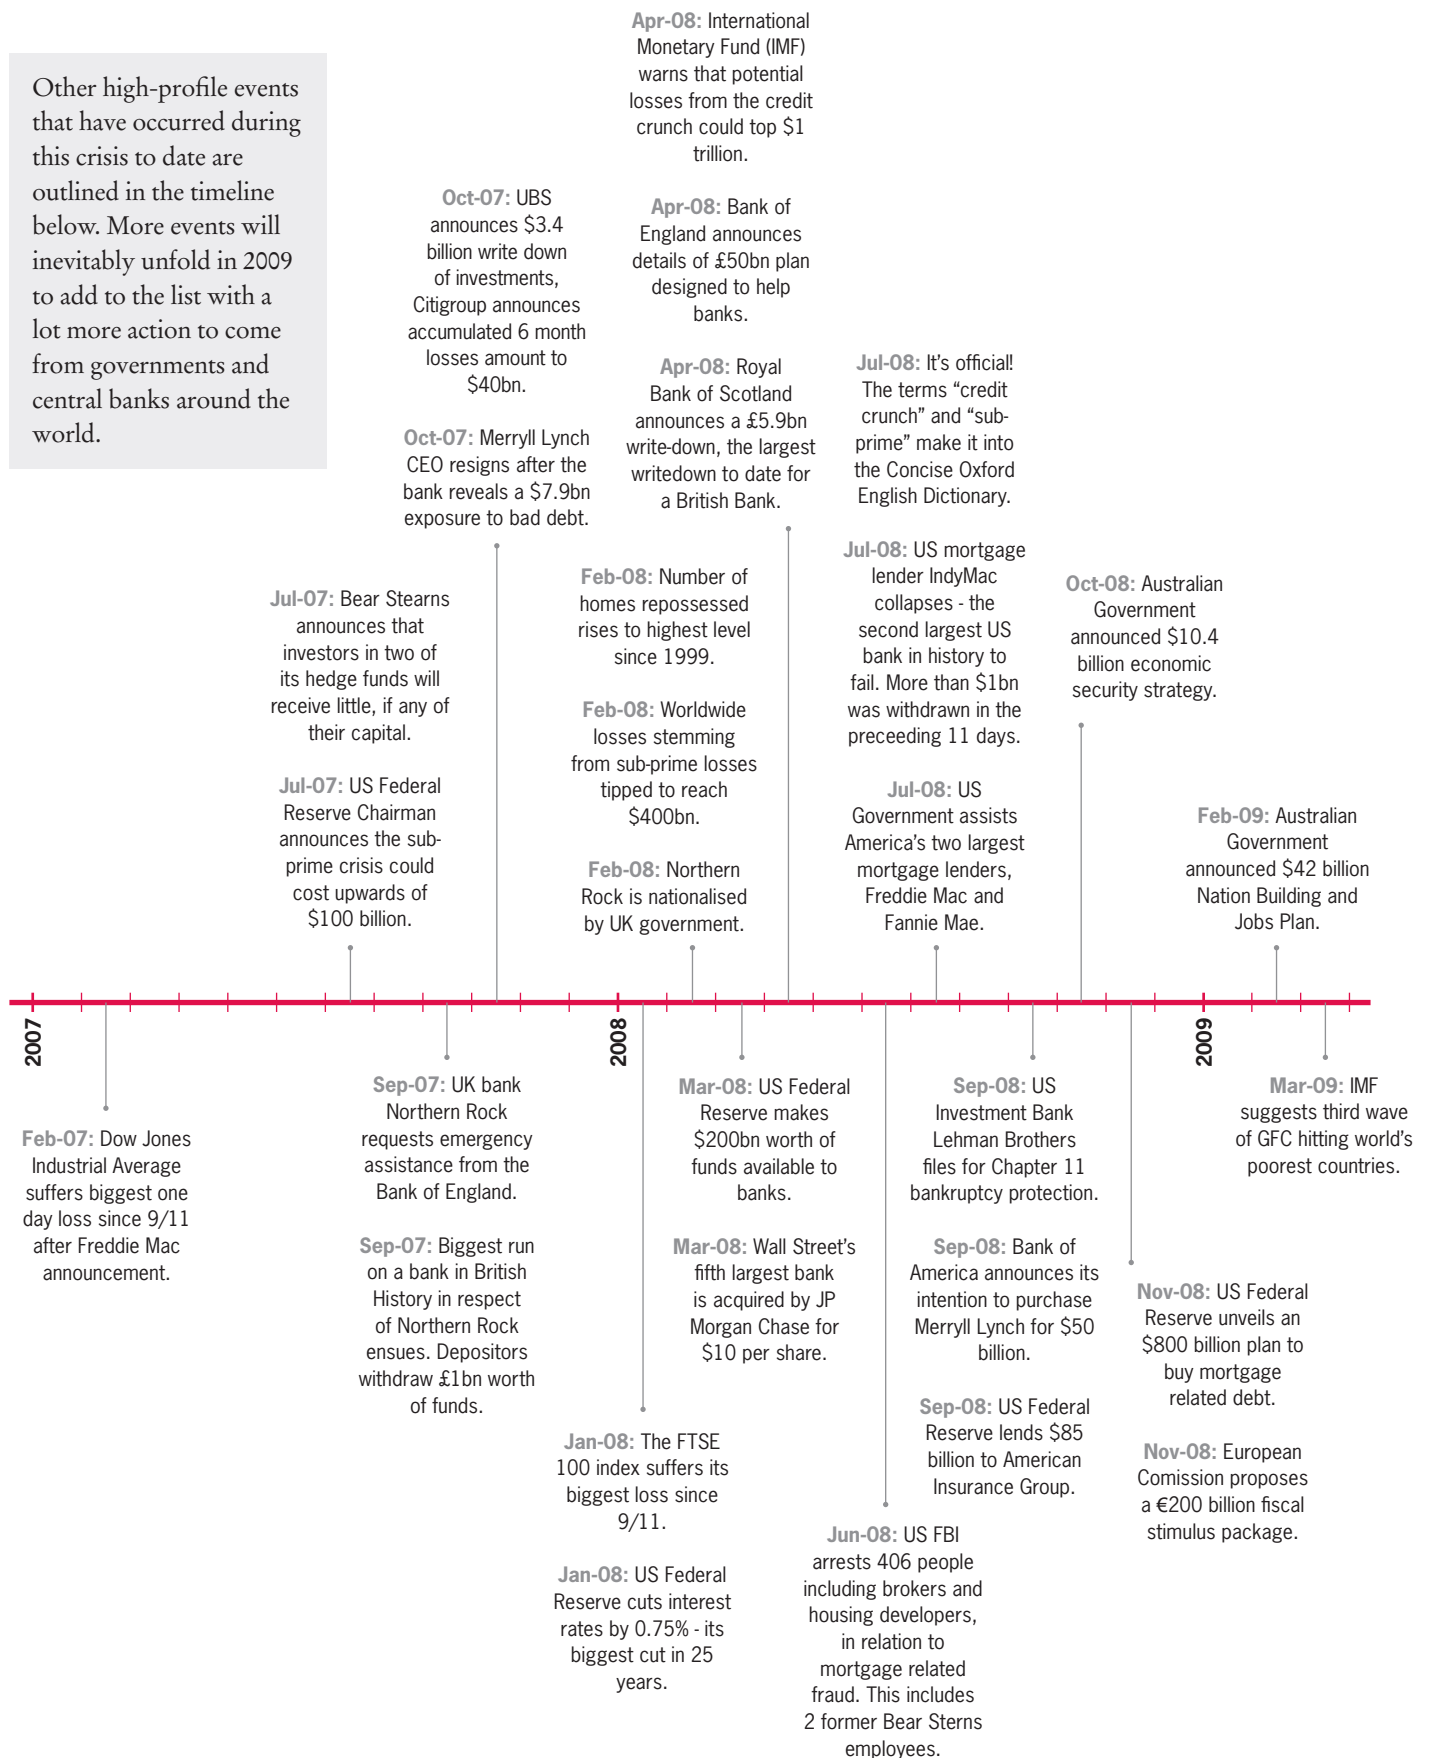 Other high-profile events
that have occurred during
this crisis to date are
outlined in the timeline
below. More events will
inevitably unfold in 2009
to add to the list with a
lot more action to come
from governments and
central banks around the
world.
Apr-08: International
Monetary Fund (IMF)
warns that potential
losses from the credit
crunch could top $1
trillion.
Apr-08: Bank of
England announces
details of £50bn plan
designed to help
banks.
Apr-08: Royal
Bank of Scotland
announces a £5.9bn
write-down, the largest
writedown to date for
a British Bank.
Oct-07: UBS
announces $3.4
billion write down
of investments,
Citigroup announces
accumulated 6 month
losses amount to
$40bn.
Oct-07: Merryll Lynch
CEO resigns after the
bank reveals a $7.9bn
exposure to bad debt.
Jul-08: It’s official!
The terms “credit
crunch” and “sub-
prime” make it into
the Concise Oxford
English Dictionary.
Jul-08: US mortgage
lender IndyMac
collapses - the
second largest US
bank in history to
fail. More than $1bn
was withdrawn in the
preceeding 11 days.
Jul-08: US
Government assists
America’s two largest
mortgage lenders,
Freddie Mac and
Fannie Mae.
Jul-07: Bear Stearns
announces that
investors in two of
its hedge funds will
receive little, if any of
their capital.
Jul-07: US Federal
Reserve Chairman
announces the sub-
prime crisis could
cost upwards of
$100 billion.
Feb-08: Number of
homes repossessed
rises to highest level
since 1999.
Feb-08: Worldwide
losses stemming
from sub-prime losses
tipped to reach
$400bn.
Feb-08: Northern
Rock is nationalised
by UK government.
Oct-08: Australian
Government
announced $10.4
billion economic
security strategy.
Feb-09: Australian
Government
announced $42 billion
Nation Building and
Jobs Plan.
2007
2008
2009
Feb-07: Dow Jones
Industrial Average
suffers biggest one
day loss since 9/11
after Freddie Mac
announcement.
Sep-07: UK bank
Northern Rock
requests emergency
assistance from the
Bank of England.
Sep-07: Biggest run
on a bank in British
History in respect
of Northern Rock
ensues. Depositors
withdraw £1bn worth
of funds.
Jan-08: The FTSE
100 index suffers its
biggest loss since
9/11.
Jan-08: US Federal
Reserve cuts interest
rates by 0.75% - its
biggest cut in 25
years.
Mar-08: US Federal
Reserve makes
$200bn worth of
funds available to
banks.
Mar-08: Wall Street’s
fifth largest bank
is acquired by JP
Morgan Chase for
$10 per share.
Jun-08: US FBI
arrests 406 people
including brokers and
housing developers,
in relation to
mortgage related
fraud. This includes
2 former Bear Sterns
employees.
Sep-08: US
Investment Bank
Lehman Brothers
files for Chapter 11
bankruptcy protection.
Sep-08: Bank of
America announces its
intention to purchase
Merryll Lynch for $50
billion.
Sep-08: US Federal
Reserve lends $85
billion to American
Insurance Group.
Nov-08: US Federal
Reserve unveils an
$800 billion plan to
buy mortgage
related debt.
Nov-08: European
Comission proposes
a €200 billion fiscal
stimulus package.
Mar-09: IMF
suggests third wave
of GFC hitting world’s
poorest countries.